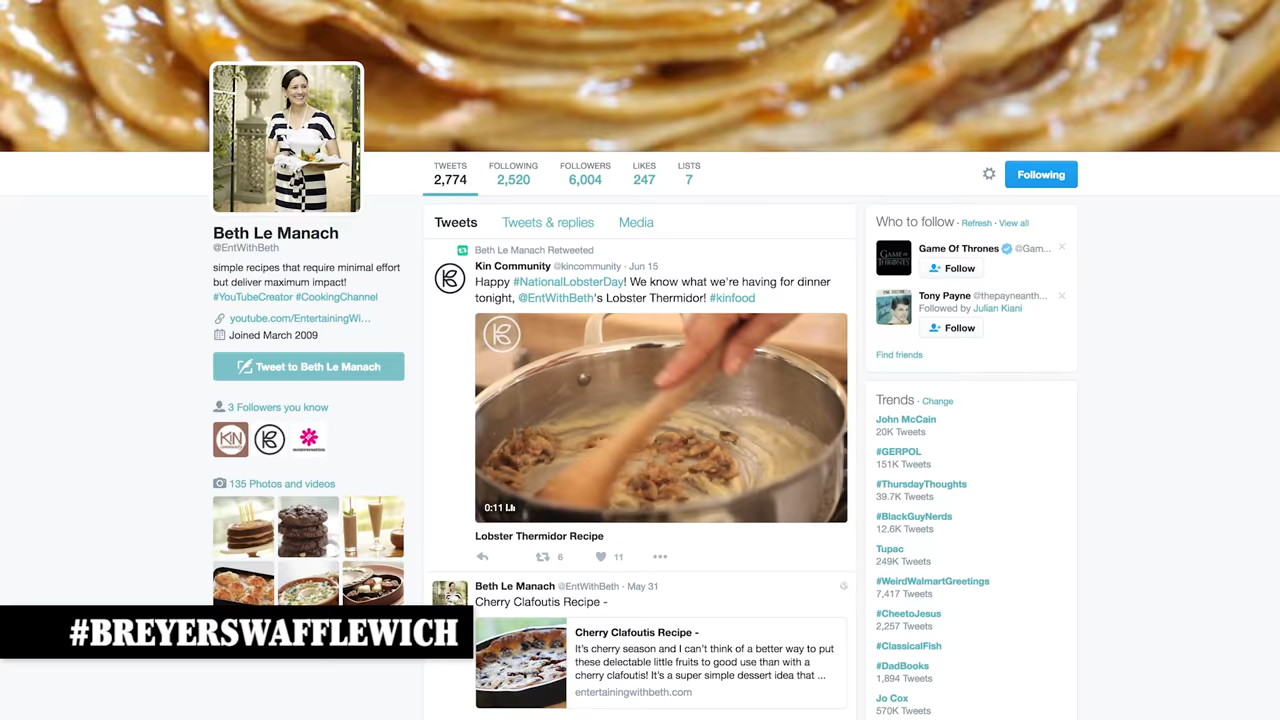 TWEETS
2,774
FOLLOWING
2,520
FOLLOWERS
6,004
LIKES
247
LISTS
7
Following
Beth Le Manach
@EntWithBeth
simple recipes that require minimal effort
but deliver maximum impact!
#YouTubeCreator #CookingChannel
youtube.com/EntertainingWi...
Joined March 2009
Tweet to Beth Le Manach
3 Followers you know
KIN
135 Photos and videos
#BREYERSWAFFLEWICH
Tweets
Tweets & replies
Media
Beth Le Manach Retweeted
Kin Community @kincommunity · Jun 15
Happy #NationalLobsterDay! We know what we're having for dinner
tonight, @EntWithBeth's Lobster Thermidor! #kinfood
0:11
Lobster Thermidor Recipe
6
11
Beth Le Manach @EntWithBeth · May 31
Cherry Clafoutis Recipe -
Cherry Clafoutis Recipe -
It's cherry season and I can't think of a better way to put
these delectable little fruits to good use than with a
cherry clafoutis! It's a super simple dessert idea that ...
entertainingwithbeth.com
Who to follow · Refresh · View all
Game Of Thrones @Gam...
Follow
Tony Payne @thepayneanth...
Followed by Julian Kiani
Follow
Find friends
Trends · Change
John McCain
20K Tweets
#GERPOL
151K Tweets
#ThursdayThoughts
39.7K Tweets
#BlackGuyNerds
12.6K Tweets
Tupac
249K Tweets
#WeirdWalmartGreetings
7,417 Tweets
#CheetoJesus
2,257 Tweets
#ClassicalFish
#DadBooks
1,894 Tweets
Jo Cox
570K Tweets